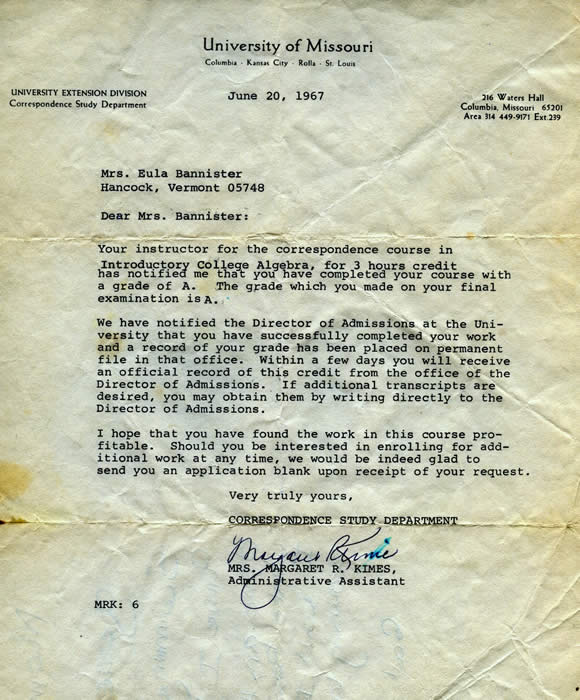 University of Missouri
Columbia · Kansas City · Rolla · St. Louis
UNIVERSITY EXTENSION DIVISION
Correspondence Study Department
June 20, 1967
216 Waters Hall
Columbia, Missouri 65201
Area 314 449-9171 Ext.239
Mrs. Eula Bannister
Hancock, Vermont 05748
Dear Mrs. Bannister:
Your instructor for the correspondence course in
Introductory College Algebra, for 3 hours credit
has notified me that you have completed your course with
a grade of A. The grade which you made on your final
examination is A.
We have notified the Director of Admissions at the Uni-
versity that you have successfully completed your work
and a record of your grade has been placed on permanent
file in that office. Within a few days you will receive
an official record of this credit from the office of the
Director of Admissions. If additional transcripts are
desired, you may obtain them by writing directly to the
Director of Admissions.
I hope that you have found the work in this course pro-
fitable. Should you be interested in enrolling for add-
itional work at any time, we would be indeed glad to
send you an application blank upon receipt of your request.
Very truly yours,
CORRESPONDENCE STUDY DEPARTMENT
Margaret R Kimes
MRS. MARGARET R. KIMES,
Administrative Assistant
MRK: 6